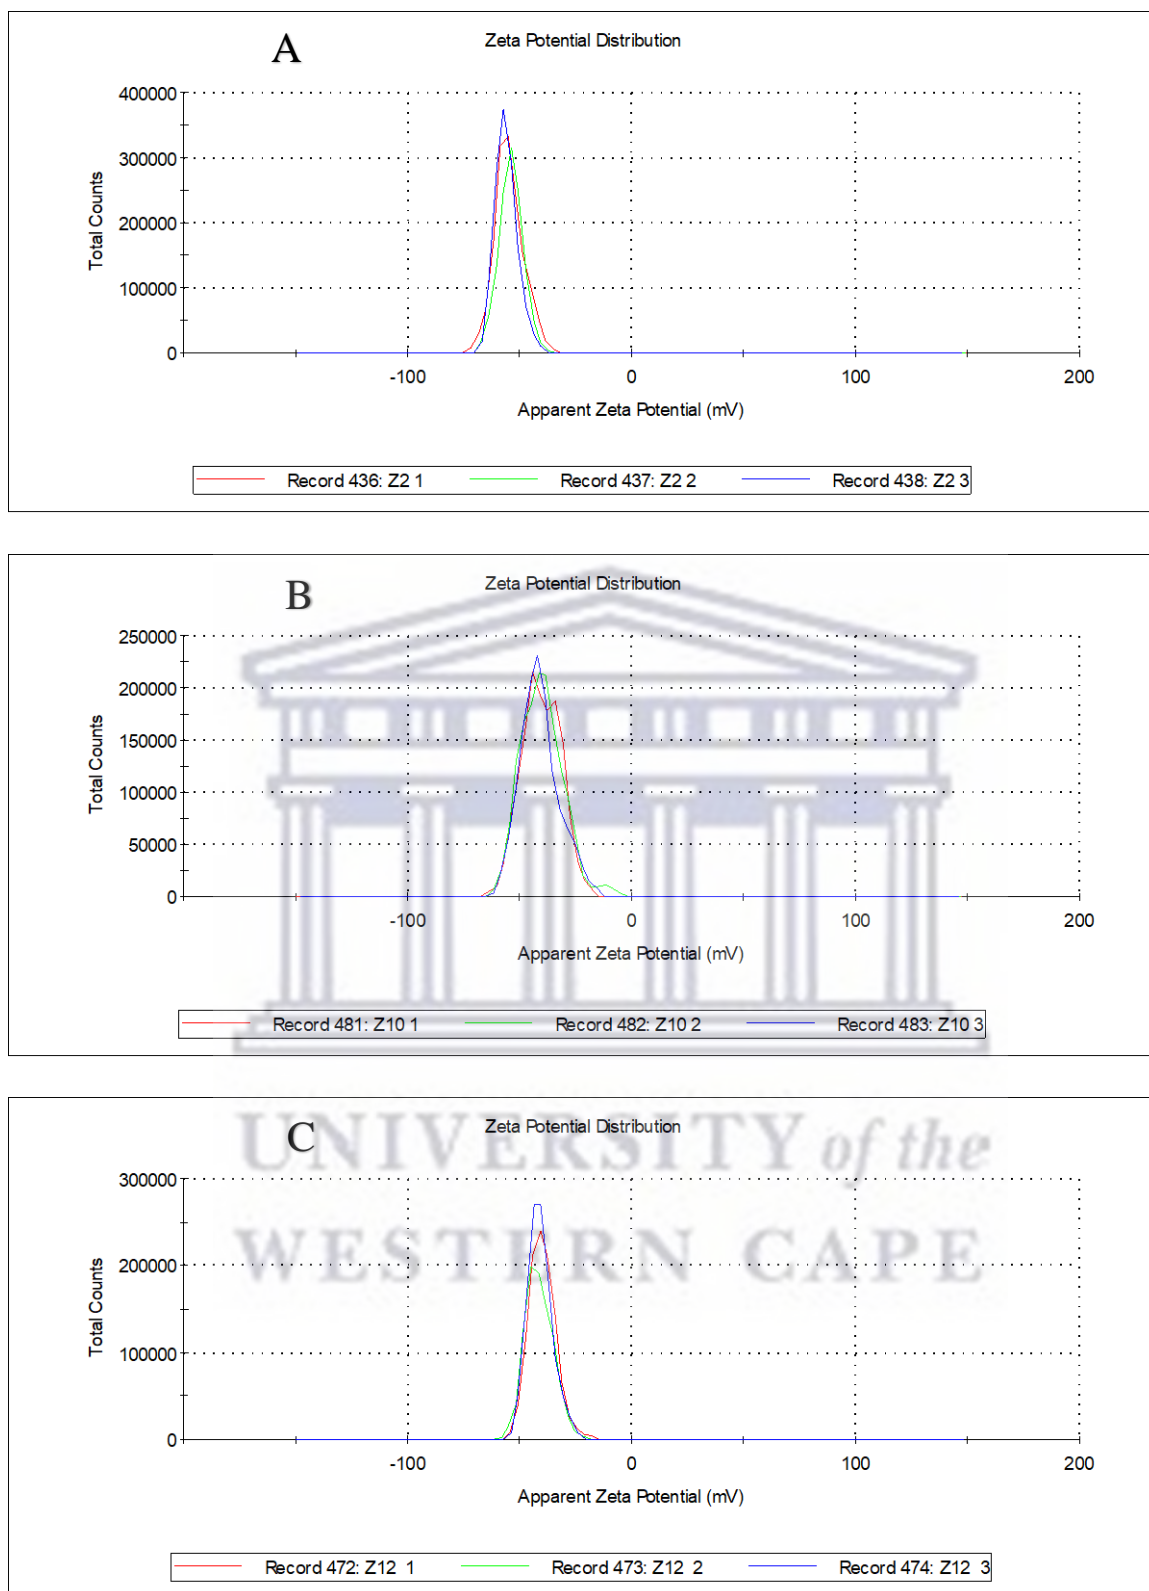 A
Zeta Potential Distribution
400000
300000
200000
100000
0
Total Counts
-100 0 100 200
Apparent Zeta Potential (mV)
Record 436: Z2 1 Record 437: Z2 2 Record 438: Z2 3
B
Zeta Potential Distribution
250000
200000
150000
100000
50000
0
Total Counts
-100 0 100 200
Apparent Zeta Potential (mV)
Record 481: Z10 1 Record 482: Z10 2 Record 483: Z10 3
UNIVERSITY of the
WESTERN CAPE
C
Zeta Potential Distribution
300000
200000
100000
0
Total Counts
-100 0 100 200
Apparent Zeta Potential (mV)
Record 472: Z12 1 Record 473: Z12 2 Record 474: Z12 3